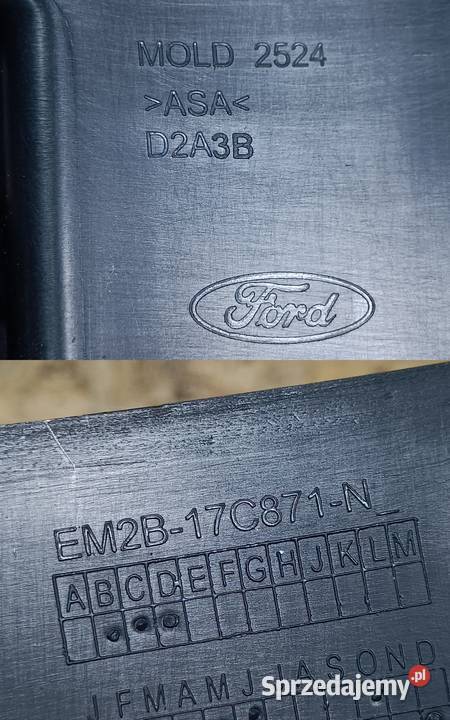 MOLD 2524
>ASA<
D2A3B
Ford
EM2B-17C871-N_
A B C D E F G H J K L M
J F M A M J J A S O N D
Sprzedajemy.pl